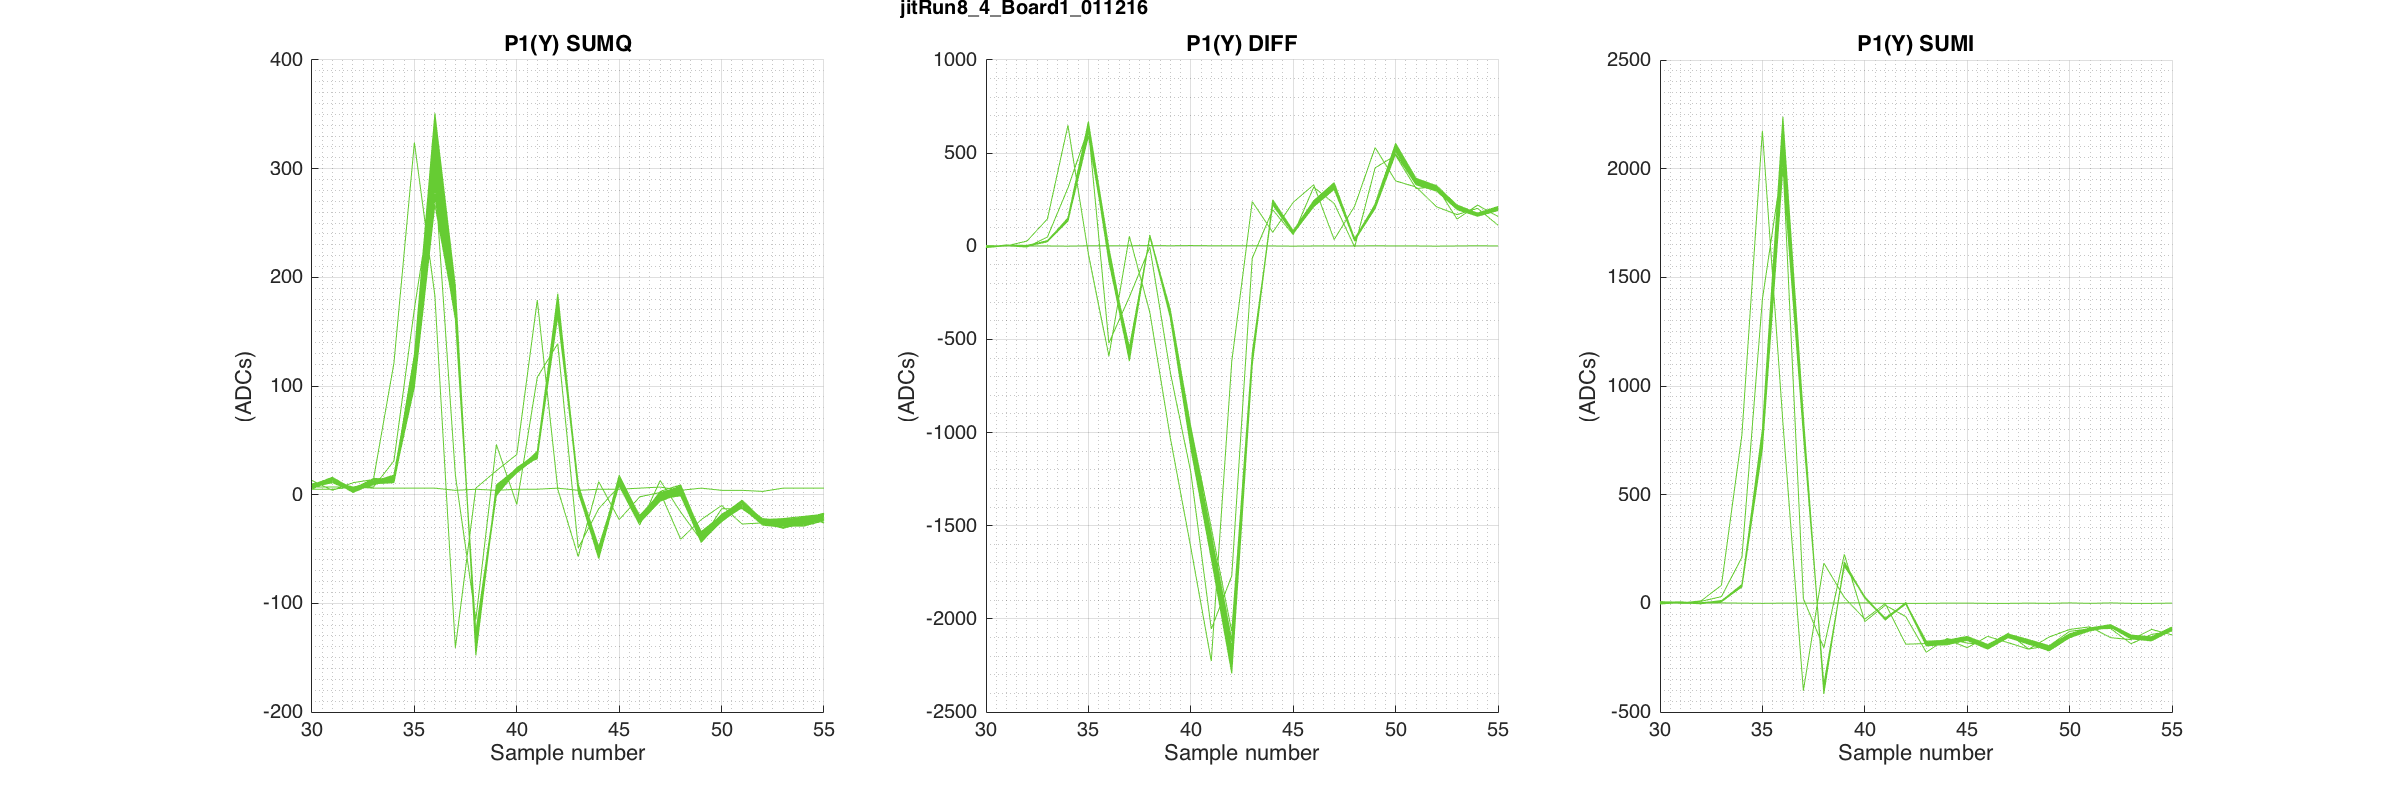 jitRun8_4_Board1_011216
P1(Y) SUMQ
400
300
200
100
0
-100
-200
(ADCs)
30 35 40 45 50 55
Sample number
P1(Y) DIFF
1000
500
0
-500
-1000
-1500
-2000
-2500
(ADCs)
30 35 40 45 50 55
Sample number
P1(Y) SUMI
2500
2000
1500
1000
500
0
-500
(ADCs)
30 35 40 45 50 55
Sample number